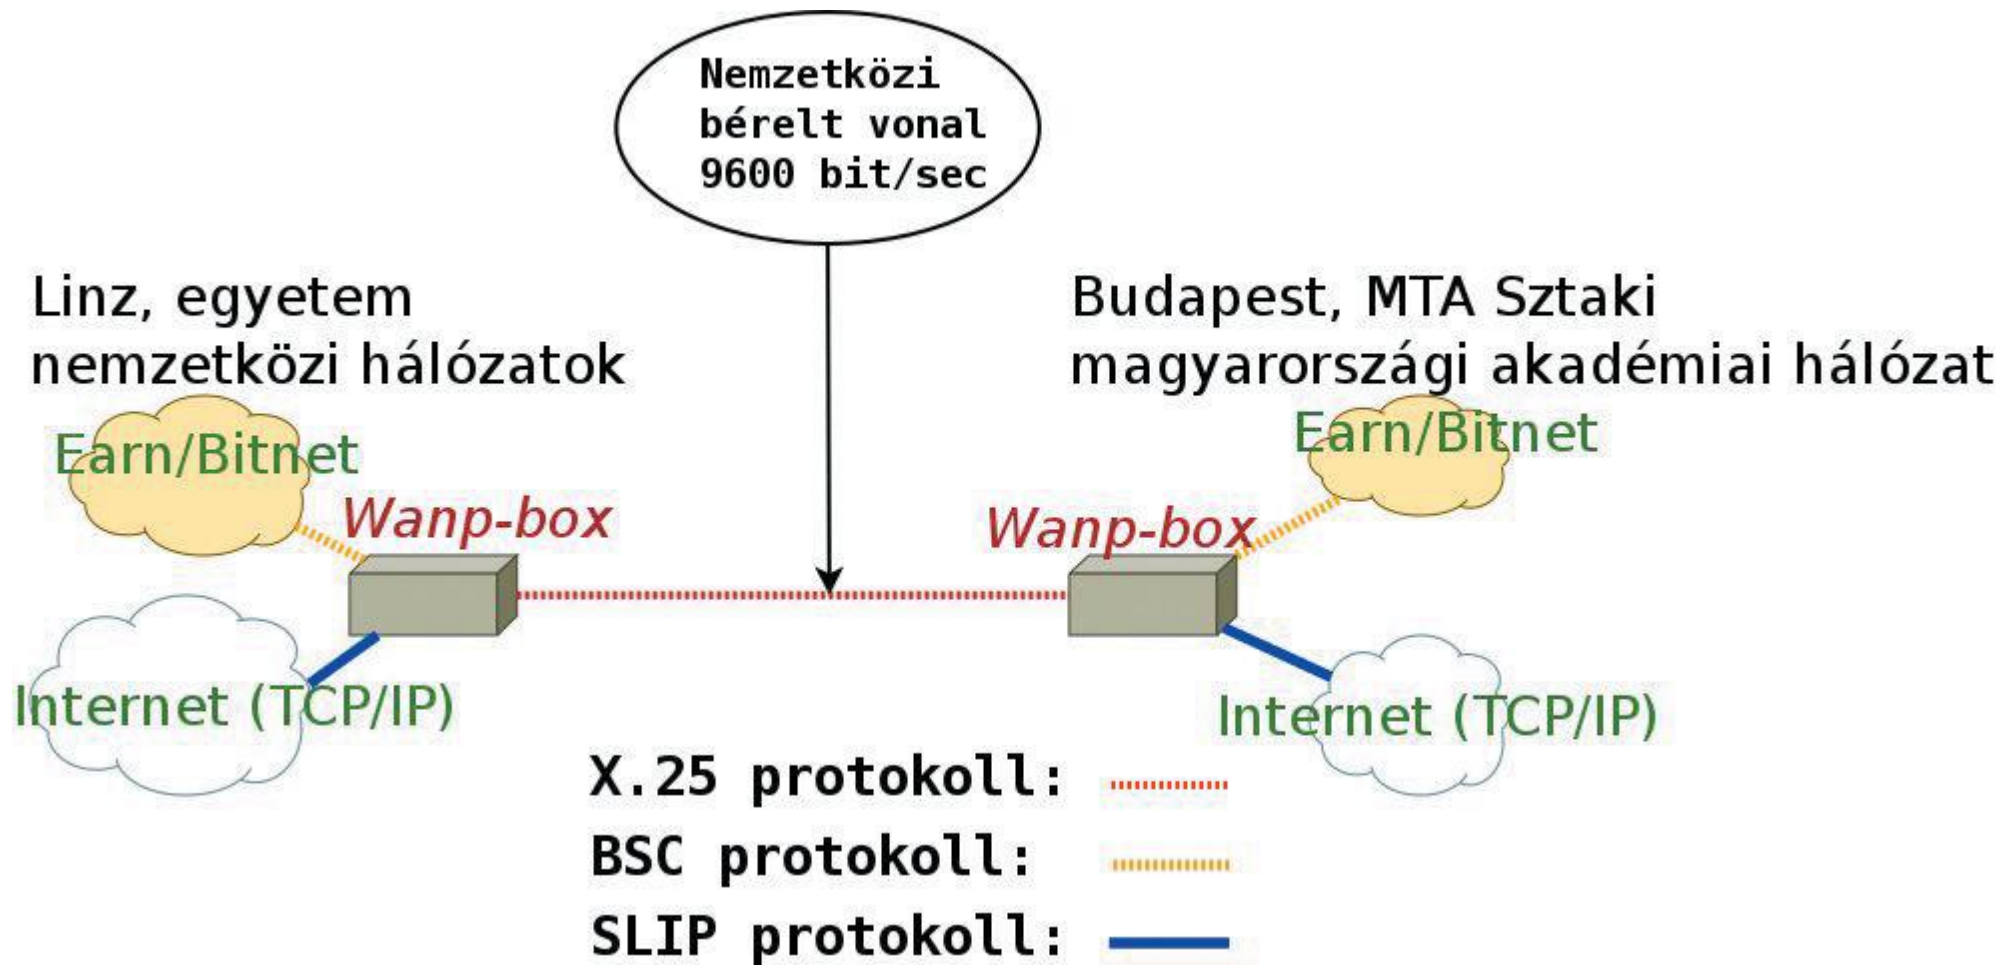 Nemzetközi
bérelt vonal
9600 bit/sec
Linz, egyetem
nemzetközi hálózatok
Budapest, MTA Sztaki
magyarországi akadémiai hálózat
Earn/Bitnet
Earn/Bitnet
Wanp-box
Wanp-box
Internet (TCP/IP)
Internet (TCP/IP)
X.25 protokoll:
BSC protokoll:
SLIP protokoll: